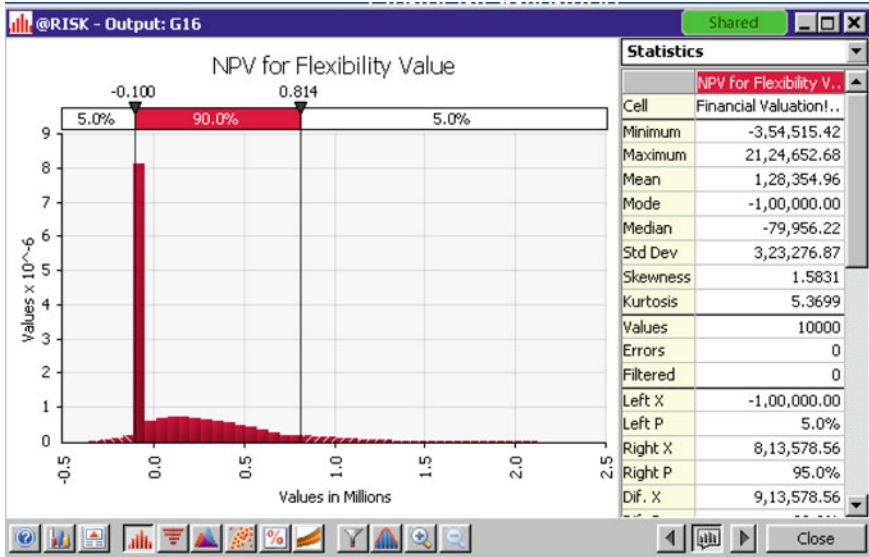 @RISK - Output: G16
Shared
NPV for Flexibility Value
-0.100 0.814
5.0% 90.0% 5.0%
9
8
7
6
5
4
3
2
1
0
Values x 10^-6
-0.5 0.0 0.5 1.0 1.5 2.0 2.5
Values in Millions
Statistics
NPV for Flexibility V..
Cell Financial Valuation!..
Minimum -3,54,515.42
Maximum 21,24,652.68
Mean 1,28,354.96
Mode -1,00,000.00
Median -79,956.22
Std Dev 3,23,276.87
Skewness 1.5831
Kurtosis 5.3699
Values 10000
Errors 0
Filtered 0
Left X -1,00,000.00
Left P 5.0%
Right X 8,13,578.56
Right P 95.0%
Dif. X 9,13,578.56
Close